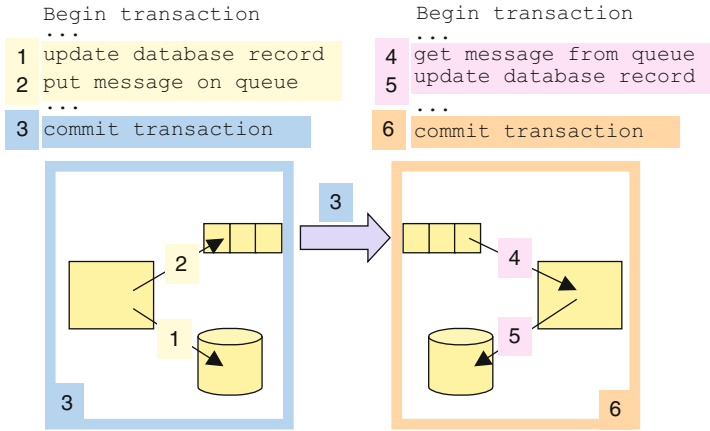 Begin transaction
...
1 update database record
2 put message on queue
...
3 commit transaction
Begin transaction
...
4 get message from queue
5 update database record
...
6 commit transaction
3
2
1
3
4
5
6